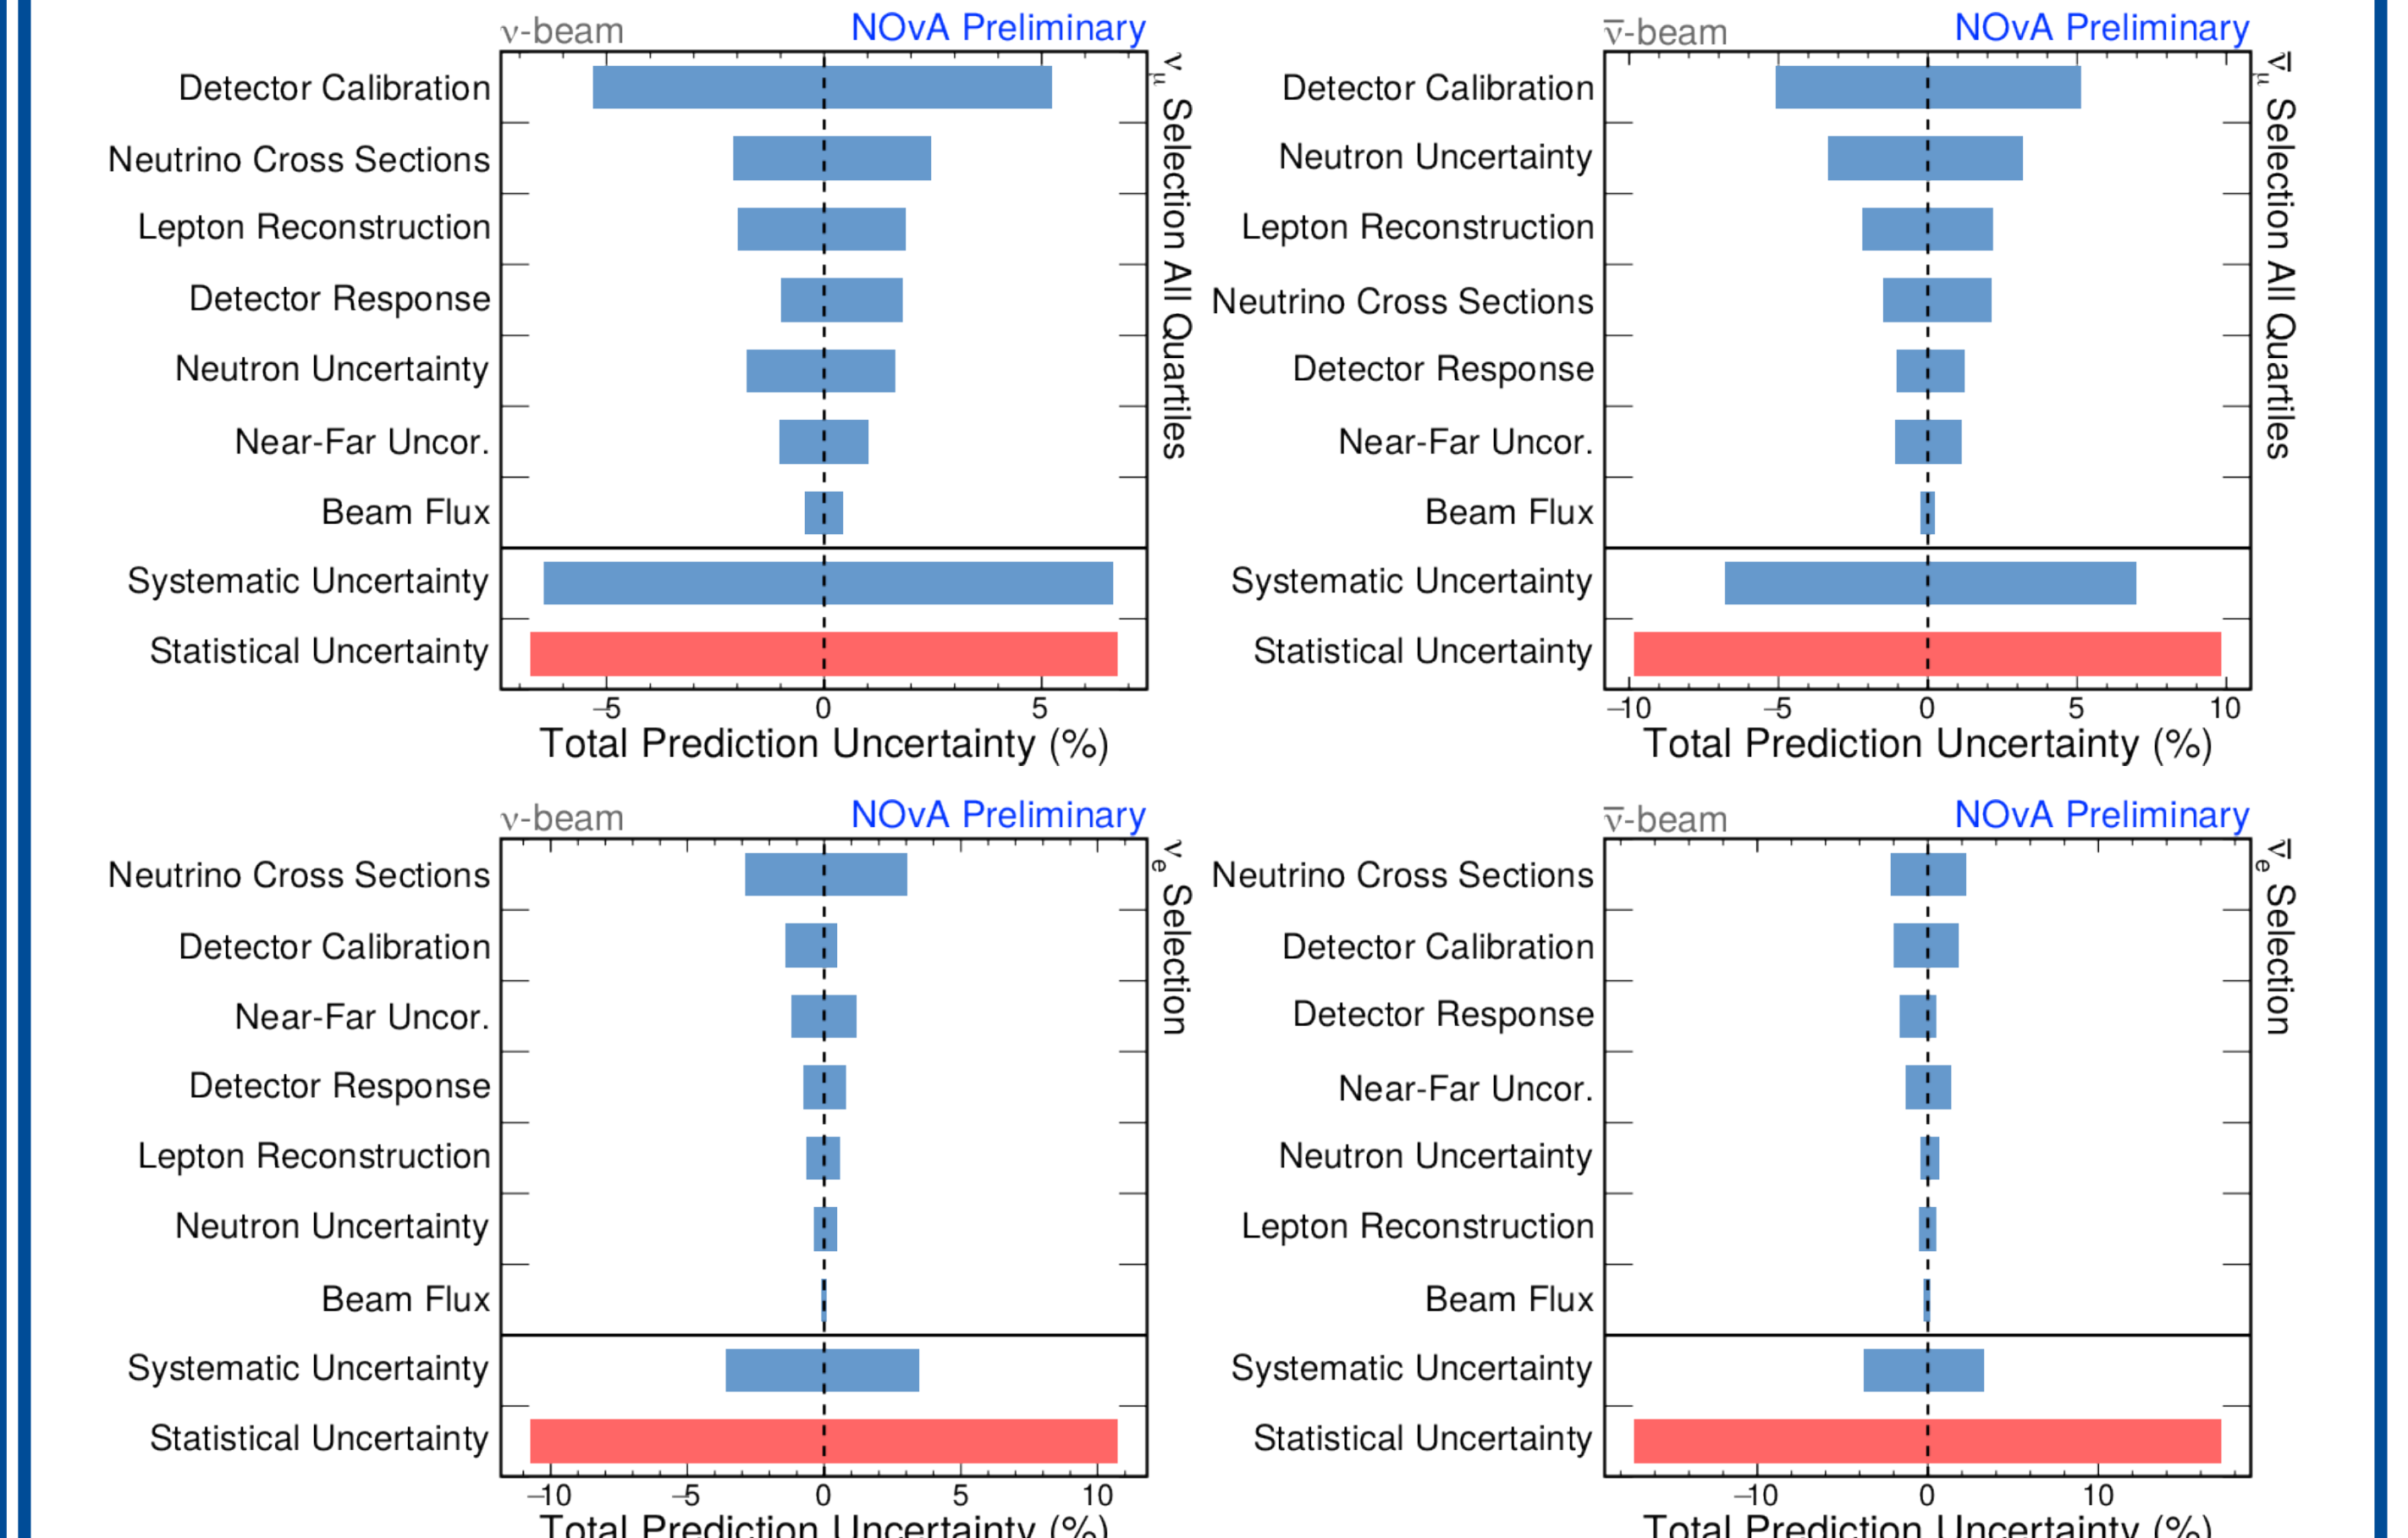 ν-beam NOvA Preliminary
Detector Calibration
Neutrino Cross Sections
Lepton Reconstruction
Detector Response
Neutron Uncertainty
Near-Far Uncor.
Beam Flux
Systematic Uncertainty
Statistical Uncertainty
−5 0 5
Total Prediction Uncertainty (%)
νμ Selection All Quartiles
ν̅-beam NOvA Preliminary
Detector Calibration
Neutron Uncertainty
Lepton Reconstruction
Neutrino Cross Sections
Detector Response
Near-Far Uncor.
Beam Flux
Systematic Uncertainty
Statistical Uncertainty
−10 −5 0 5 10
Total Prediction Uncertainty (%)
ν̅μ Selection All Quartiles
ν-beam NOvA Preliminary
Neutrino Cross Sections
Detector Calibration
Near-Far Uncor.
Detector Response
Lepton Reconstruction
Neutron Uncertainty
Beam Flux
Systematic Uncertainty
Statistical Uncertainty
−10 −5 0 5 10
Total Prediction Uncertainty (%)
νe Selection
ν̅-beam NOvA Preliminary
Neutrino Cross Sections
Detector Calibration
Detector Response
Near-Far Uncor.
Neutron Uncertainty
Lepton Reconstruction
Beam Flux
Systematic Uncertainty
Statistical Uncertainty
−10 0 10
Total Prediction Uncertainty (%)
ν̅e Selection